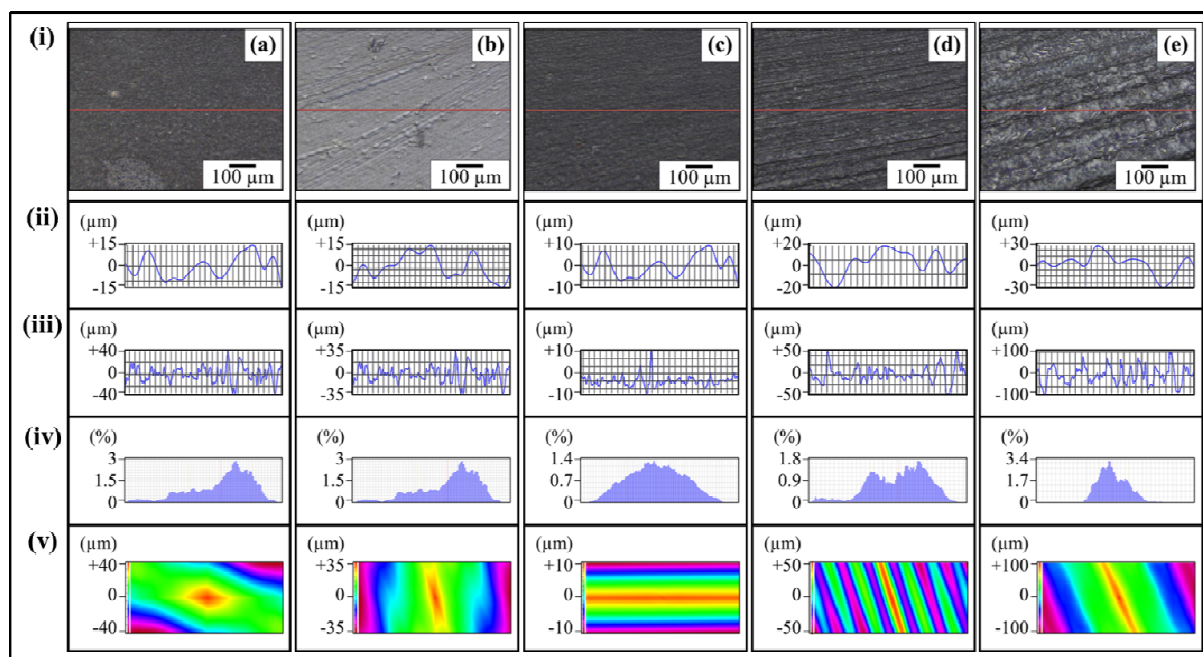 (i) (a) (b) (c) (d) (e)
100 µm 100 µm 100 µm 100 µm 100 µm
(ii) (µm) (µm) (µm) (µm) (µm)
+15 +15 +10 +20 +30
0 0 0 0 0
-15 -15 -10 -20 -30
(iii) (µm) (µm) (µm) (µm) (µm)
+40 +35 +10 +50 +100
0 0 0 0 0
-40 -35 -10 -50 -100
(iv) (%) (%) (%) (%) (%)
3 3 1.4 1.8 3.4
1.5 1.5 0.7 0.9 1.7
0 0 0 0 0
(v) (µm) (µm) (µm) (µm) (µm)
+40 +35 +10 +50 +100
0 0 0 0 0
-40 -35 -10 -50 -100